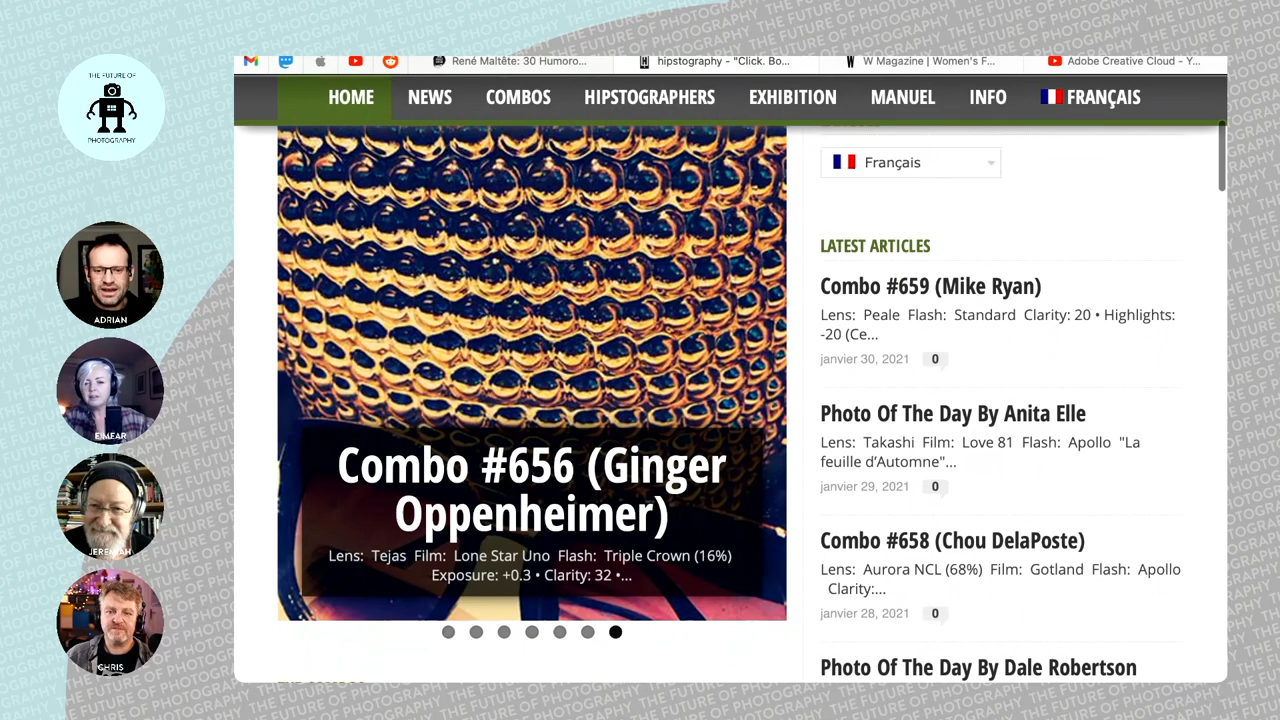 THE FUTURE OF
PHOTOGRAPHY
ADRIAN
EIMEAR
JEREMIAH
CHRIS
René Maltête: 30 Humoro...
hipstography - "Click. Bo...
W Magazine | Women's F...
Adobe Creative Cloud - Y...
HOME
NEWS
COMBOS
HIPSTOGRAPHERS
EXHIBITION
MANUEL
INFO
FRANÇAIS
Combo #656 (Ginger
Oppenheimer)
Lens: Tejas Film: Lone Star Uno Flash: Triple Crown (16%)
Exposure: +0.3 • Clarity: 32 •...
Français
LATEST ARTICLES
Combo #659 (Mike Ryan)
Lens: Peale Flash: Standard Clarity: 20 • Highlights:
-20 (Ce...
janvier 30, 2021 0
Photo Of The Day By Anita Elle
Lens: Takashi Film: Love 81 Flash: Apollo "La
feuille d’Automne"...
janvier 29, 2021 0
Combo #658 (Chou DelaPoste)
Lens: Aurora NCL (68%) Film: Gotland Flash: Apollo
Clarity:...
janvier 28, 2021 0
Photo Of The Day By Dale Robertson